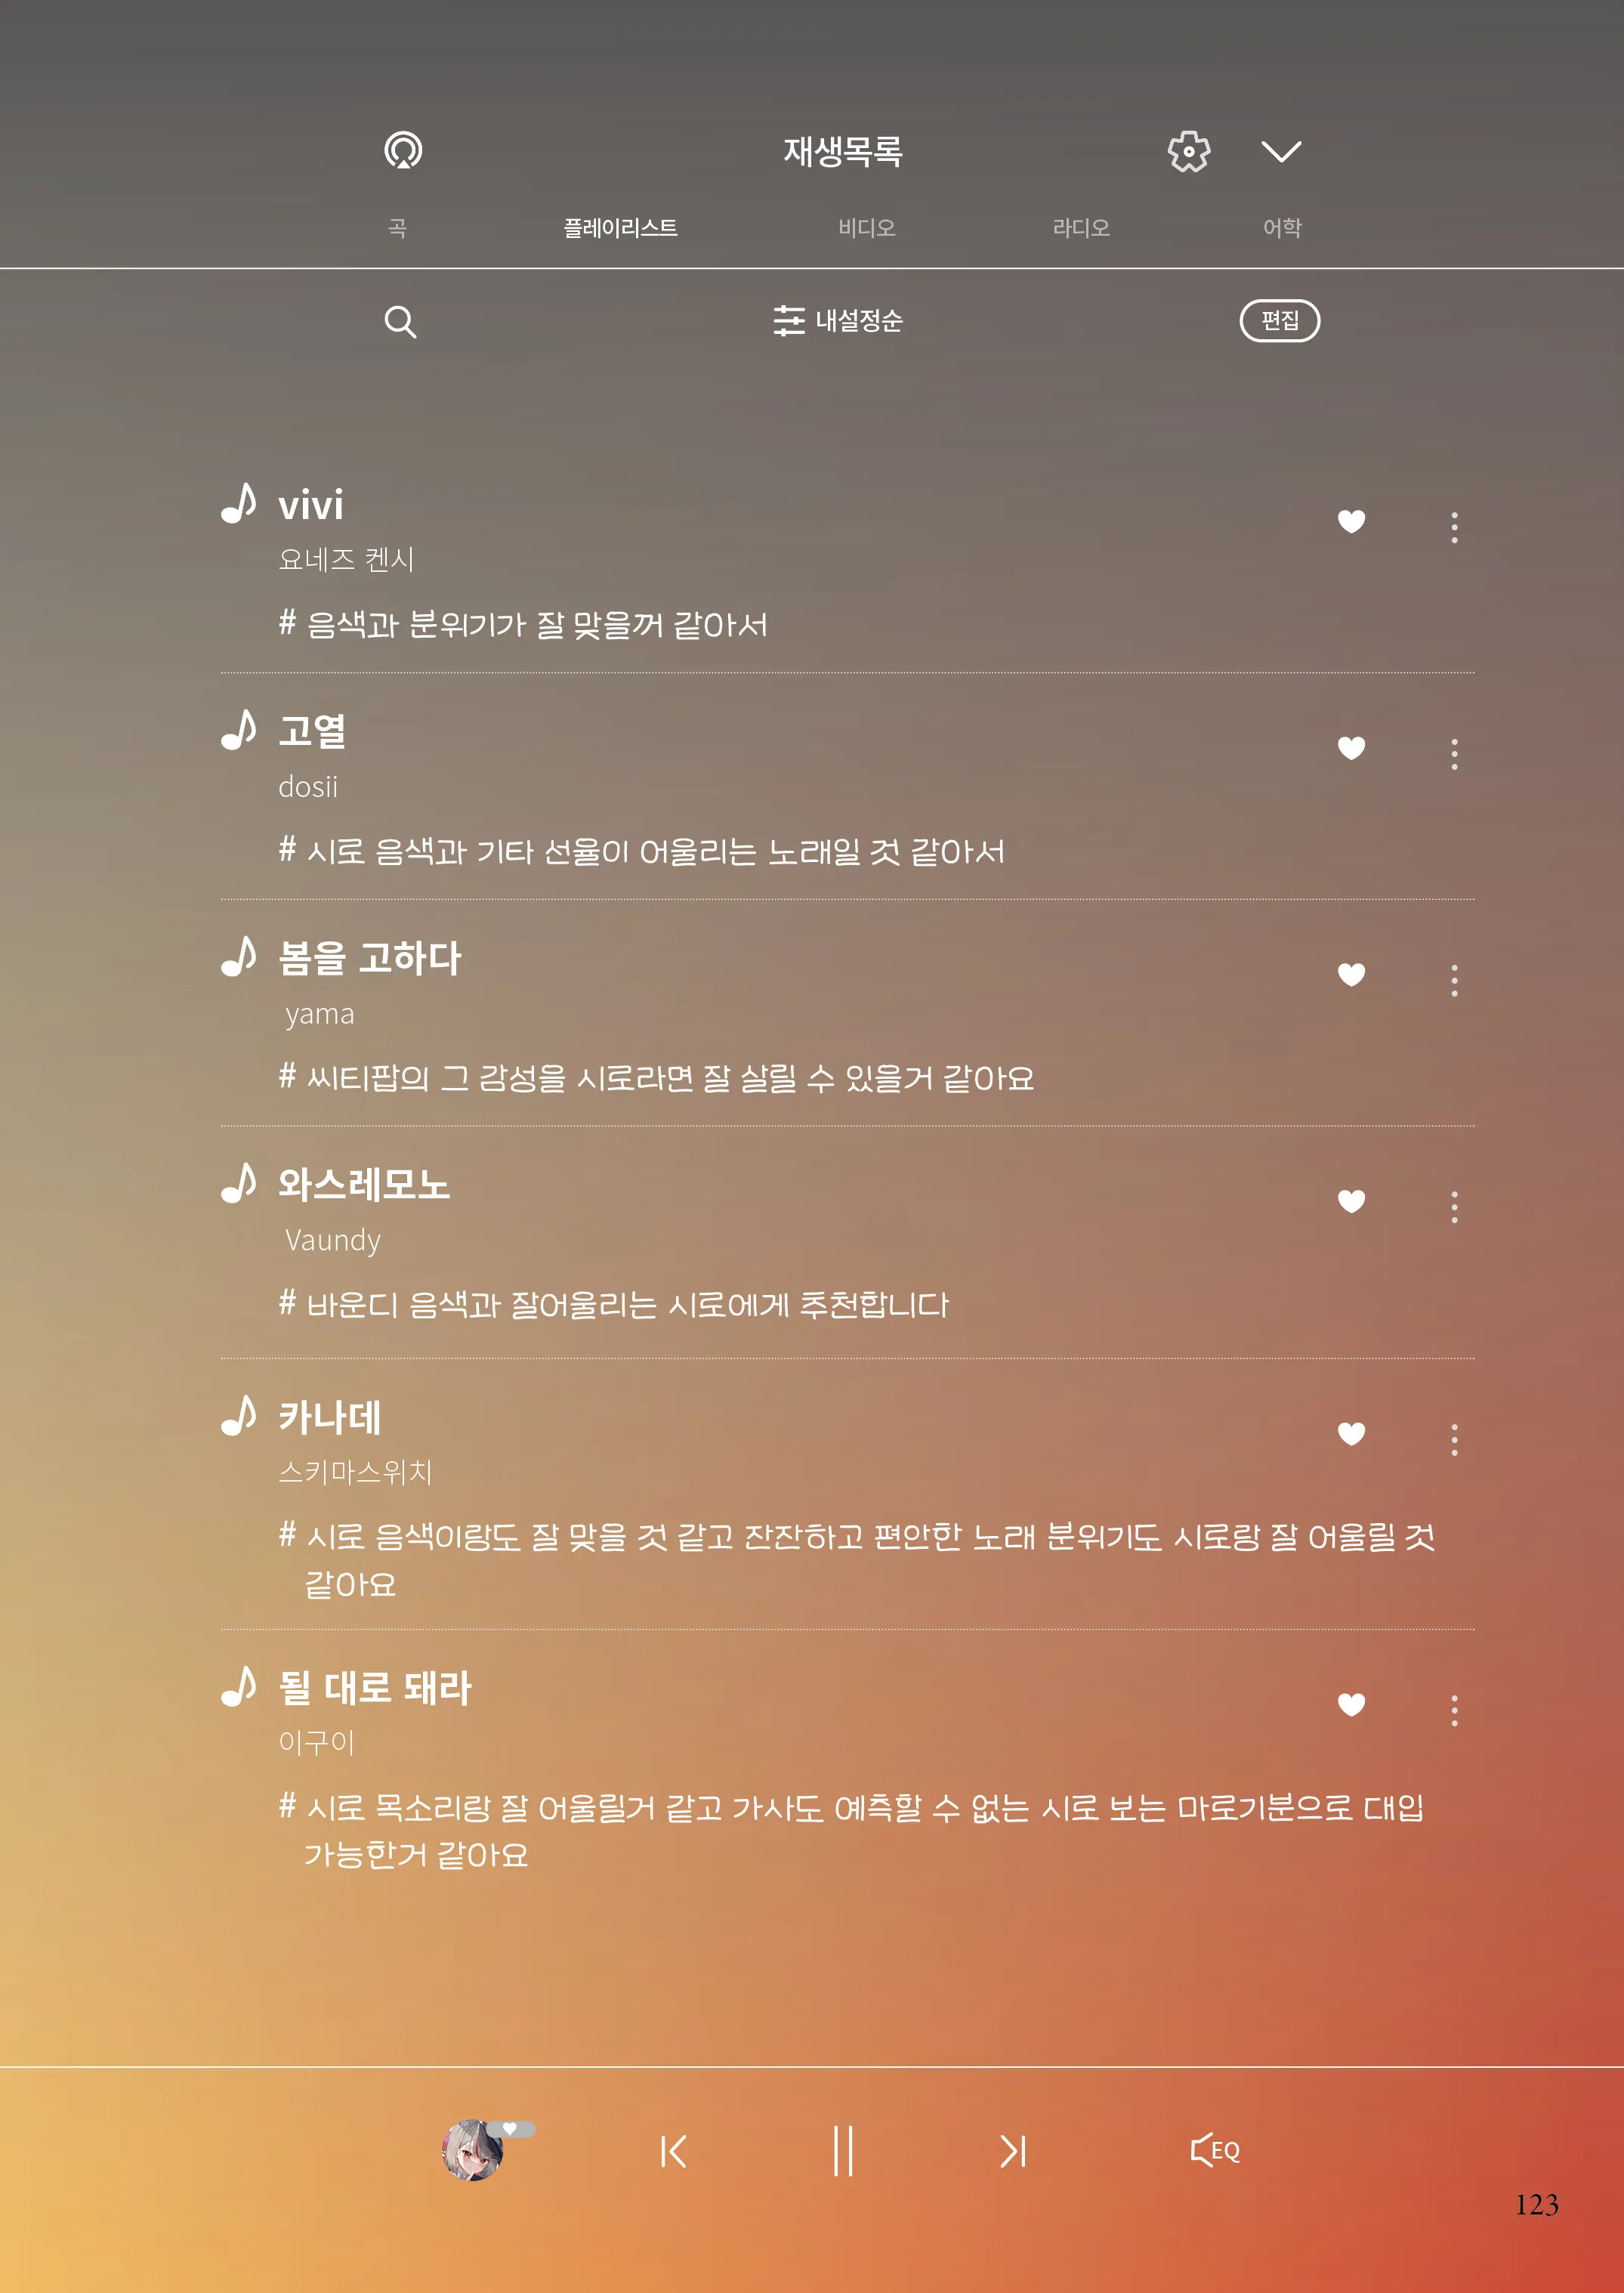 재생목록
곡 플레이리스트 비디오 라디오 어학
내설정순 편집
vivi
요네즈 켄시
# 음색과 분위기가 잘 맞을꺼 같아서
고열
dosii
# 시로 음색과 기타 선율이 어울리는 노래일 것 같아서
봄을 고하다
yama
# 씨티팝의 그 감성을 시로라면 잘 살릴 수 있을거 같아요
와스레모노
Vaundy
# 바운디 음색과 잘어울리는 시로에게 추천합니다
카나데
스키마스위치
# 시로 음색이랑도 잘 맞을 것 같고 잔잔하고 편안한 노래 분위기도 시로랑 잘 어울릴 것
같아요
될 대로 돼라
이구이
# 시로 목소리랑 잘 어울릴거 같고 가사도 예측할 수 없는 시로 보는 마로기분으로 대입
가능한거 같아요
EQ
123